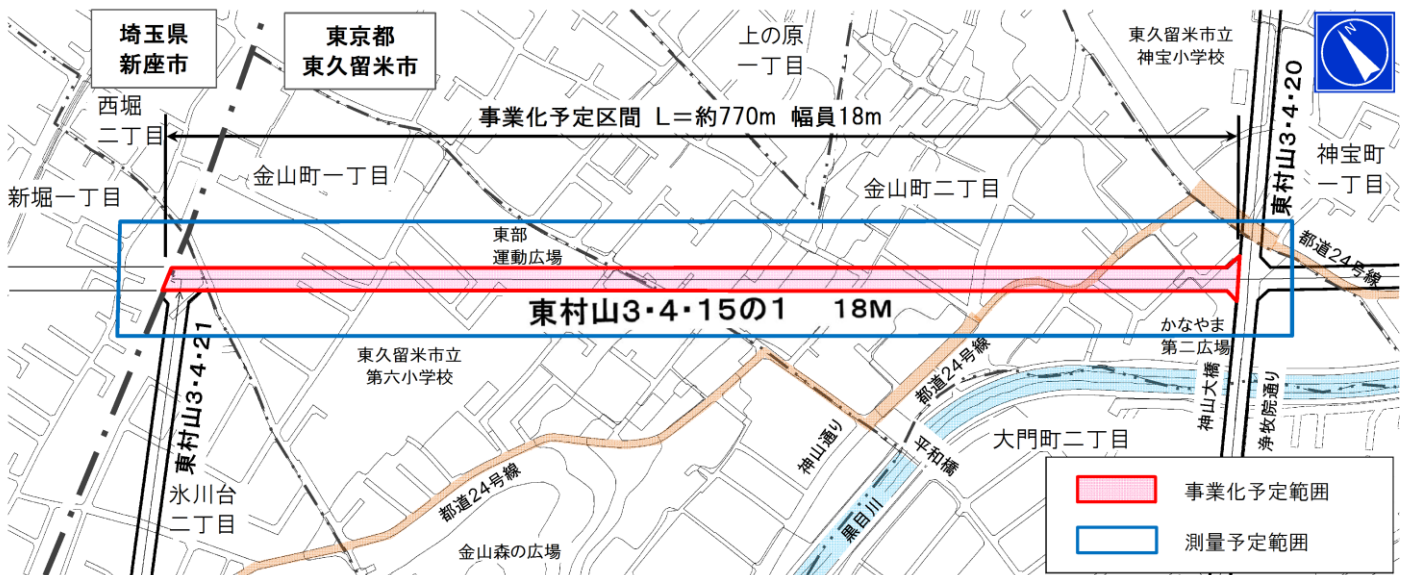 埼玉県
新座市
東京都
東久留米市
上の原
一丁目
東久留米市立
神宝小学校
西堀
二丁目
事業化予定区間 L＝約770m 幅員18m
東村山3・4・20
神宝町
一丁目
新堀一丁目
金山町一丁目
金山町二丁目
東部
運動広場
都道24号線
東村山3・4・15の1 18M
かなやま
第二広場
東久留米市立
第六小学校
都道24号線
東村山3・4・21
神山大橋
浄牧院通り
神山通り
平和橋
大門町二丁目
氷川台
二丁目
都道24号線
黒目川
金山森の広場
事業化予定範囲
測量予定範囲